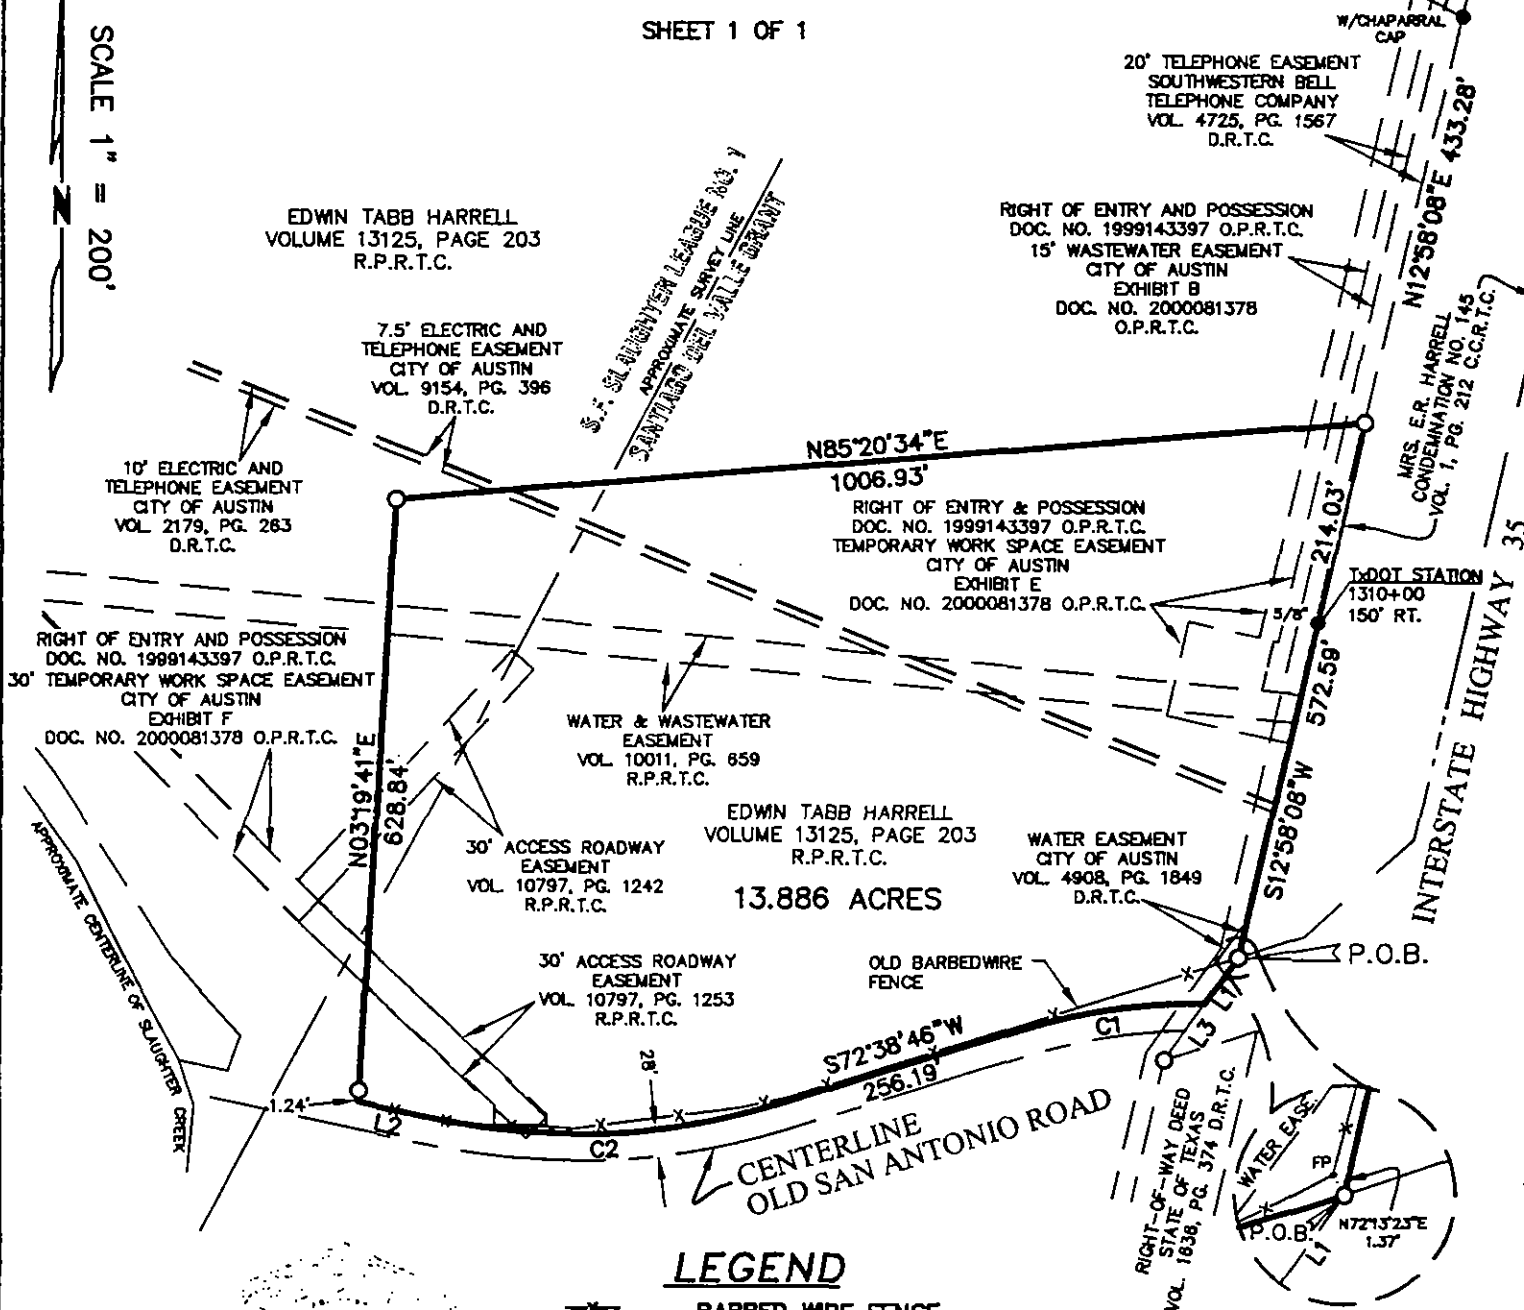 SHEET 1 OF 1
SCALE 1" = 200'
N
W/CHAPARRAL
CAP
20' TELEPHONE EASEMENT
SOUTHWESTERN BELL
TELEPHONE COMPANY
VOL. 4725, PG. 1567
D.R.T.C.
N12°58'08"E 433.28'
EDWIN TABB HARRELL
VOLUME 13125, PAGE 203
R.P.R.T.C.
S.F. SLAUGHTER LEAGUE NO. 1
APPROXIMATE SURVEY LINE
SANTIAGO DEL VALLE GRANT
RIGHT OF ENTRY AND POSSESSION
DOC. NO. 1999143397 O.P.R.T.C.
15' WASTEWATER EASEMENT
CITY OF AUSTIN
EXHIBIT B
DOC. NO. 2000081378
O.P.R.T.C.
7.5' ELECTRIC AND
TELEPHONE EASEMENT
CITY OF AUSTIN
VOL. 9154, PG. 396
D.R.T.C.
MRS. E.R. HARRELL
CONDEMNATION NO. 145
VOL. 1, PG. 212 C.C.R.T.C.
10' ELECTRIC AND
TELEPHONE EASEMENT
CITY OF AUSTIN
VOL. 2179, PG. 263
D.R.T.C.
N85°20'34"E
1006.93'
RIGHT OF ENTRY & POSSESSION
DOC. NO. 1999143397 O.P.R.T.C.
TEMPORARY WORK SPACE EASEMENT
CITY OF AUSTIN
EXHIBIT E
DOC. NO. 2000081378 O.P.R.T.C.
214.03'
5/8"
TxDOT STATION
1310+00
150' RT.
572.59'
S12°58'08"W
INTERSTATE HIGHWAY 35
RIGHT OF ENTRY AND POSSESSION
DOC. NO. 1999143397 O.P.R.T.C.
30' TEMPORARY WORK SPACE EASEMENT
CITY OF AUSTIN
EXHIBIT F
DOC. NO. 2000081378 O.P.R.T.C.
N03°19'41"E
628.84'
WATER & WASTEWATER
EASEMENT
VOL. 10011, PG. 659
R.P.R.T.C.
30' ACCESS ROADWAY
EASEMENT
VOL. 10797, PG. 1242
R.P.R.T.C.
EDWIN TABB HARRELL
VOLUME 13125, PAGE 203
R.P.R.T.C.
13.886 ACRES
WATER EASEMENT
CITY OF AUSTIN
VOL. 4908, PG. 1849
D.R.T.C.
APPROXIMATE CENTERLINE OF SLAUGHTER CREEK
30' ACCESS ROADWAY
EASEMENT
VOL. 10797, PG. 1253
R.P.R.T.C.
OLD BARBEDWIRE
FENCE
P.O.B.
L1
L3
C1
S72°38'46"W
256.19'
28'
1.24'
L2
C2
CENTERLINE
OLD SAN ANTONIO ROAD
RIGHT-OF-WAY DEED
STATE OF TEXAS
VOL. 1636, PG. 374 D.R.T.C.
WATER EASE.
FP
P.O.B.
N72°13'23"E
1.37'
L1
LEGEND
BARBED WIRE FENCE